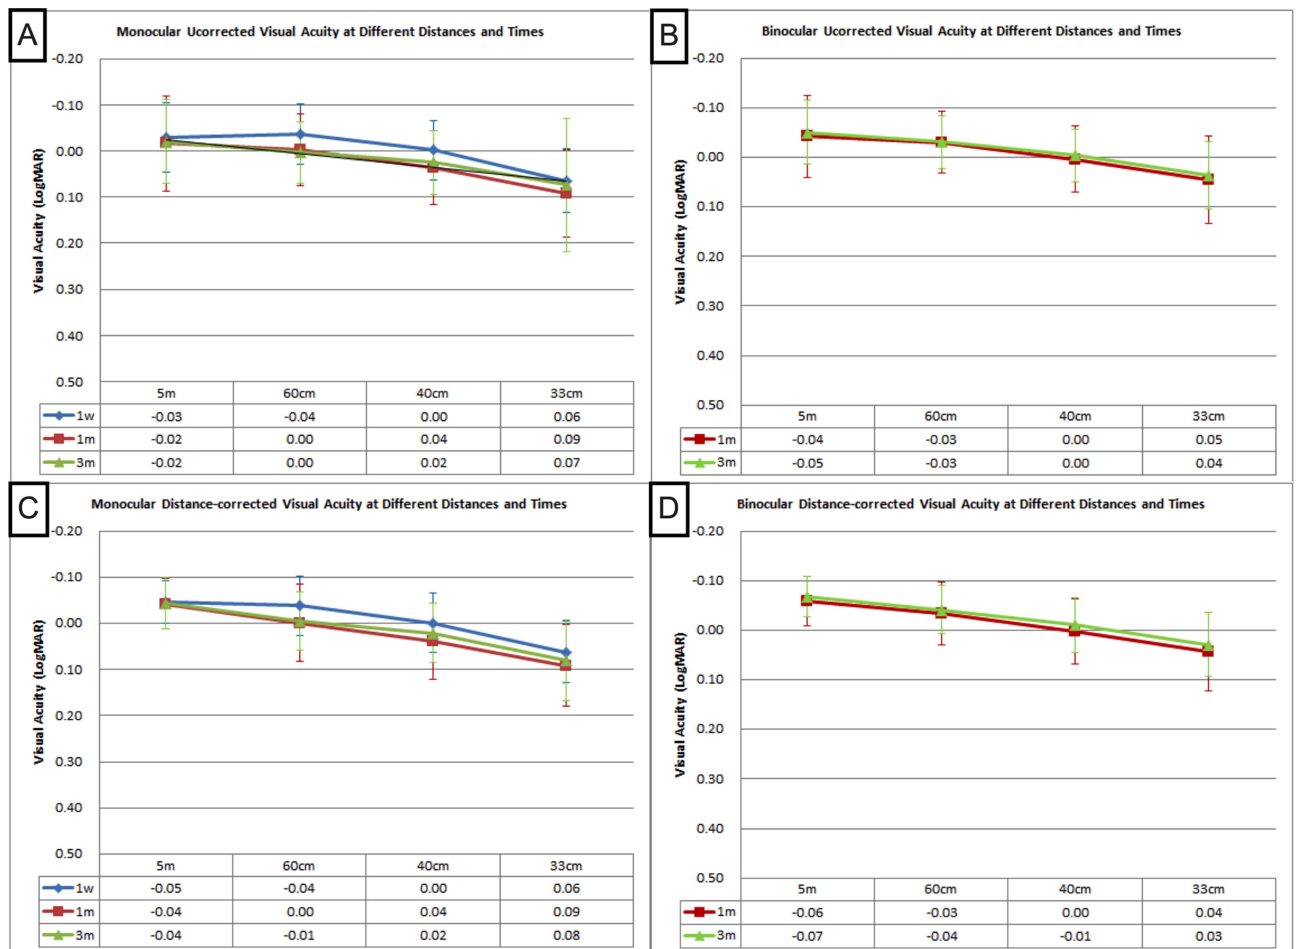 A
Monocular Ucorrected Visual Acuity at Different Distances and Times
Visual Acuity (LogMAR)
-0.20
-0.10
0.00
0.10
0.20
0.30
0.40
0.50
5m 60cm 40cm 33cm
1w -0.03 -0.04 0.00 0.06
1m -0.02 0.00 0.04 0.09
3m -0.02 0.00 0.02 0.07
B
Binocular Ucorrected Visual Acuity at Different Distances and Times
Visual Acuity (LogMAR)
-0.20
-0.10
0.00
0.10
0.20
0.30
0.40
0.50
5m 60cm 40cm 33cm
1m -0.04 -0.03 0.00 0.05
3m -0.05 -0.03 0.00 0.04
C
Monocular Distance-corrected Visual Acuity at Different Distances and Times
Visual Acuity (LogMAR)
-0.20
-0.10
0.00
0.10
0.20
0.30
0.40
0.50
5m 60cm 40cm 33cm
1w -0.05 -0.04 0.00 0.06
1m -0.04 0.00 0.04 0.09
3m -0.04 -0.01 0.02 0.08
D
Binocular Distance-corrected Visual Acuity at Different Distances and Times
Visual Acuity (LogMAR)
-0.20
-0.10
0.00
0.10
0.20
0.30
0.40
0.50
5m 60cm 40cm 33cm
1m -0.06 -0.03 0.00 0.04
3m -0.07 -0.04 -0.01 0.03